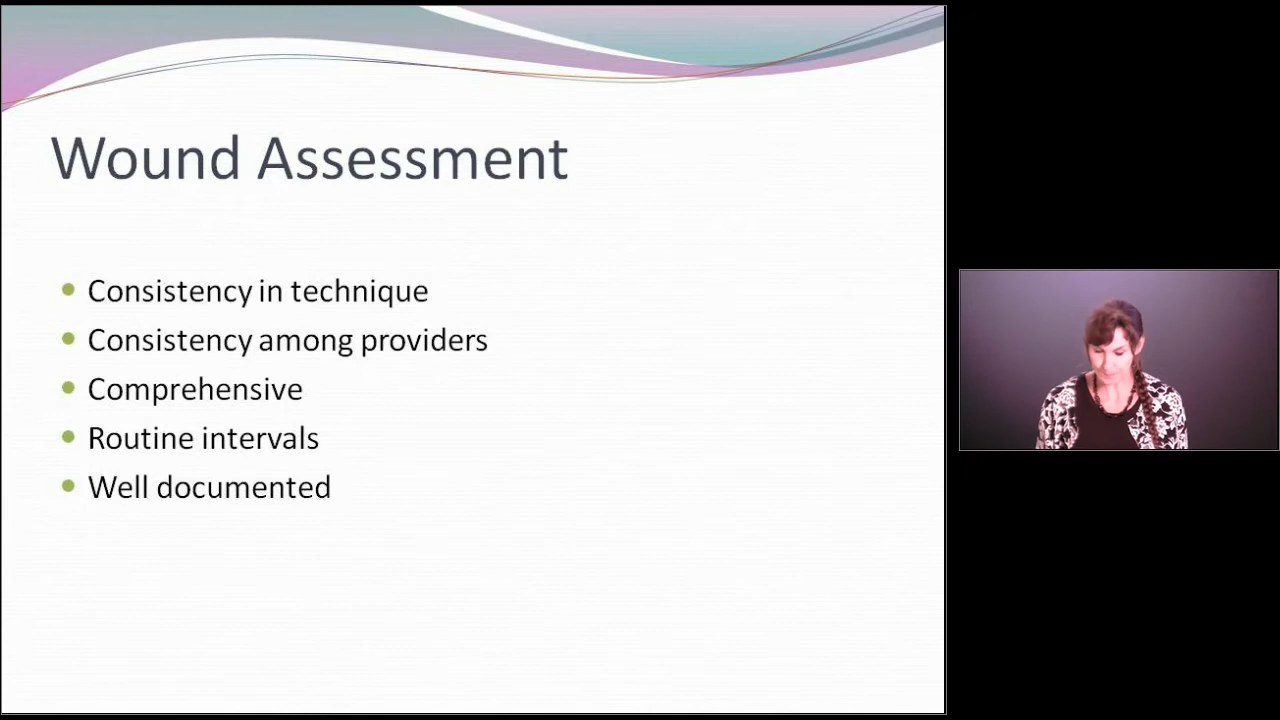 Wound Assessment
Consistency in technique
Consistency among providers
Comprehensive
Routine intervals
Well documented